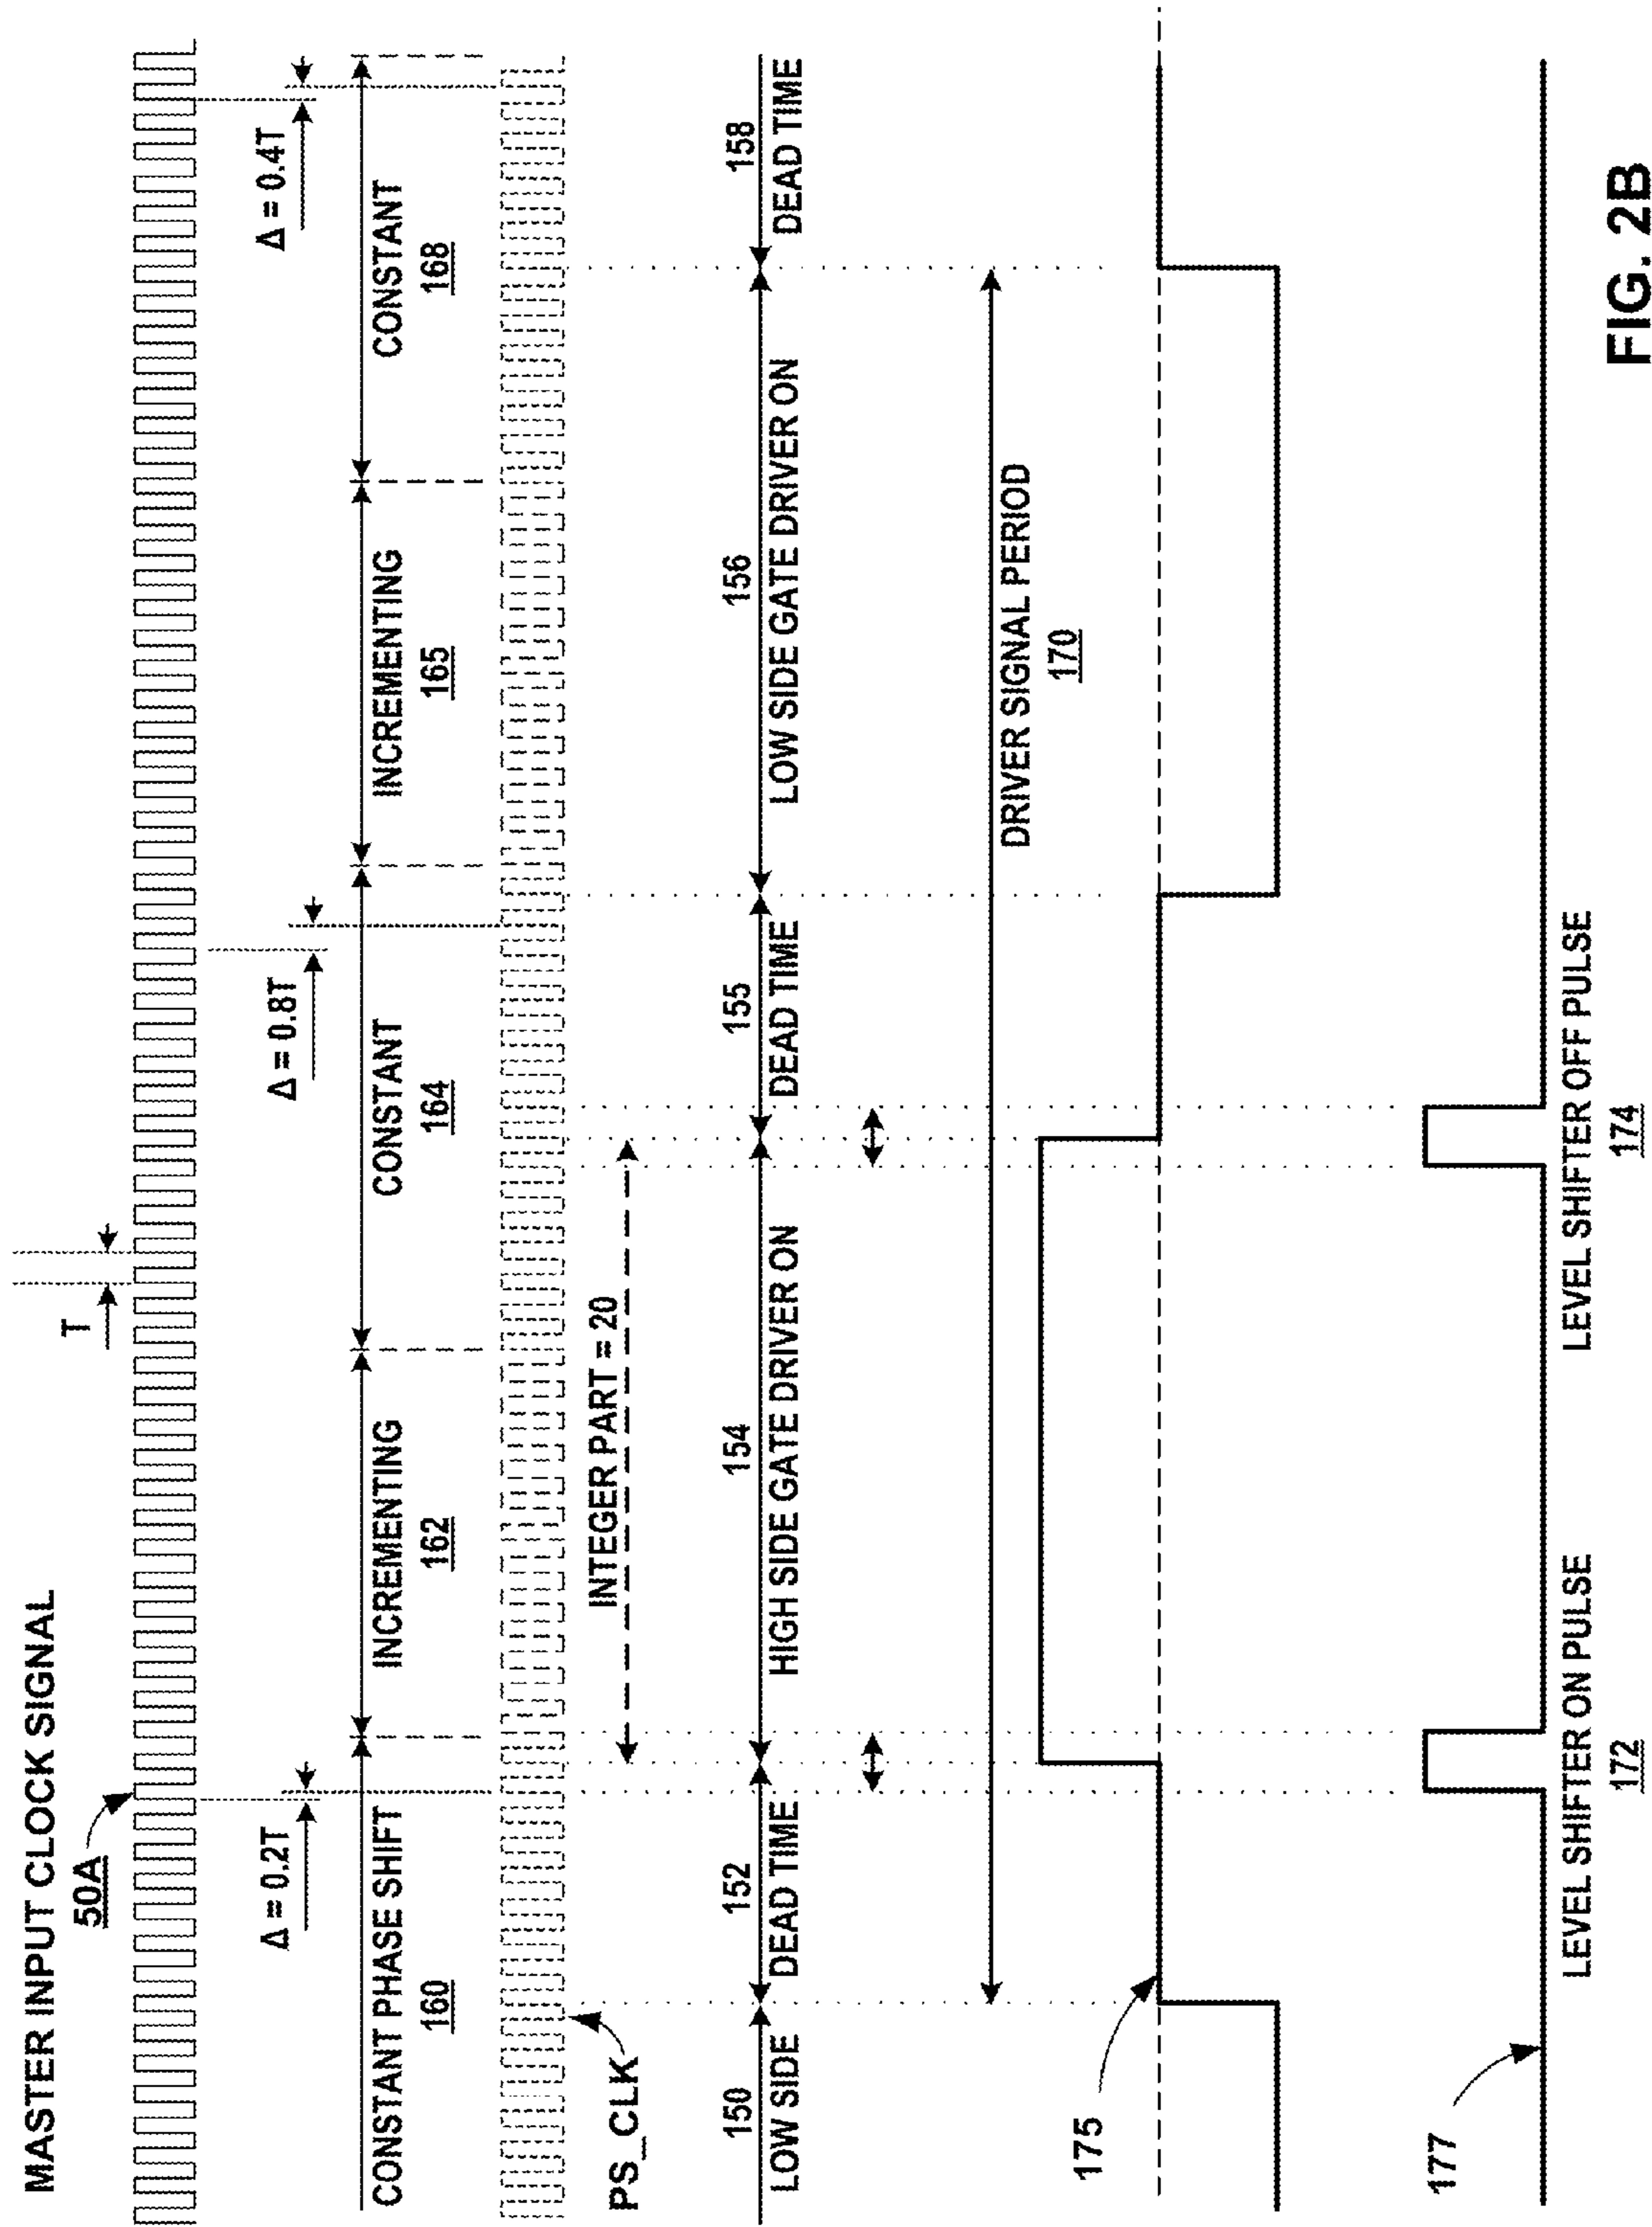 MASTER INPUT CLOCK SIGNAL
50A
T
Δ = 0.2T
Δ = 0.8T
Δ = 0.4T
CONSTANT PHASE SHIFT
160
INCREMENTING
162
CONSTANT
164
INCREMENTING
165
CONSTANT
168
PS_CLK
INTEGER PART = 20
150
LOW SIDE
152
DEAD TIME
154
HIGH SIDE GATE DRIVER ON
155
DEAD TIME
156
LOW SIDE GATE DRIVER ON
158
DEAD TIME
DRIVER SIGNAL PERIOD
170
175
177
LEVEL SHIFTER ON PULSE
172
LEVEL SHIFTER OFF PULSE
174
FIG. 2B